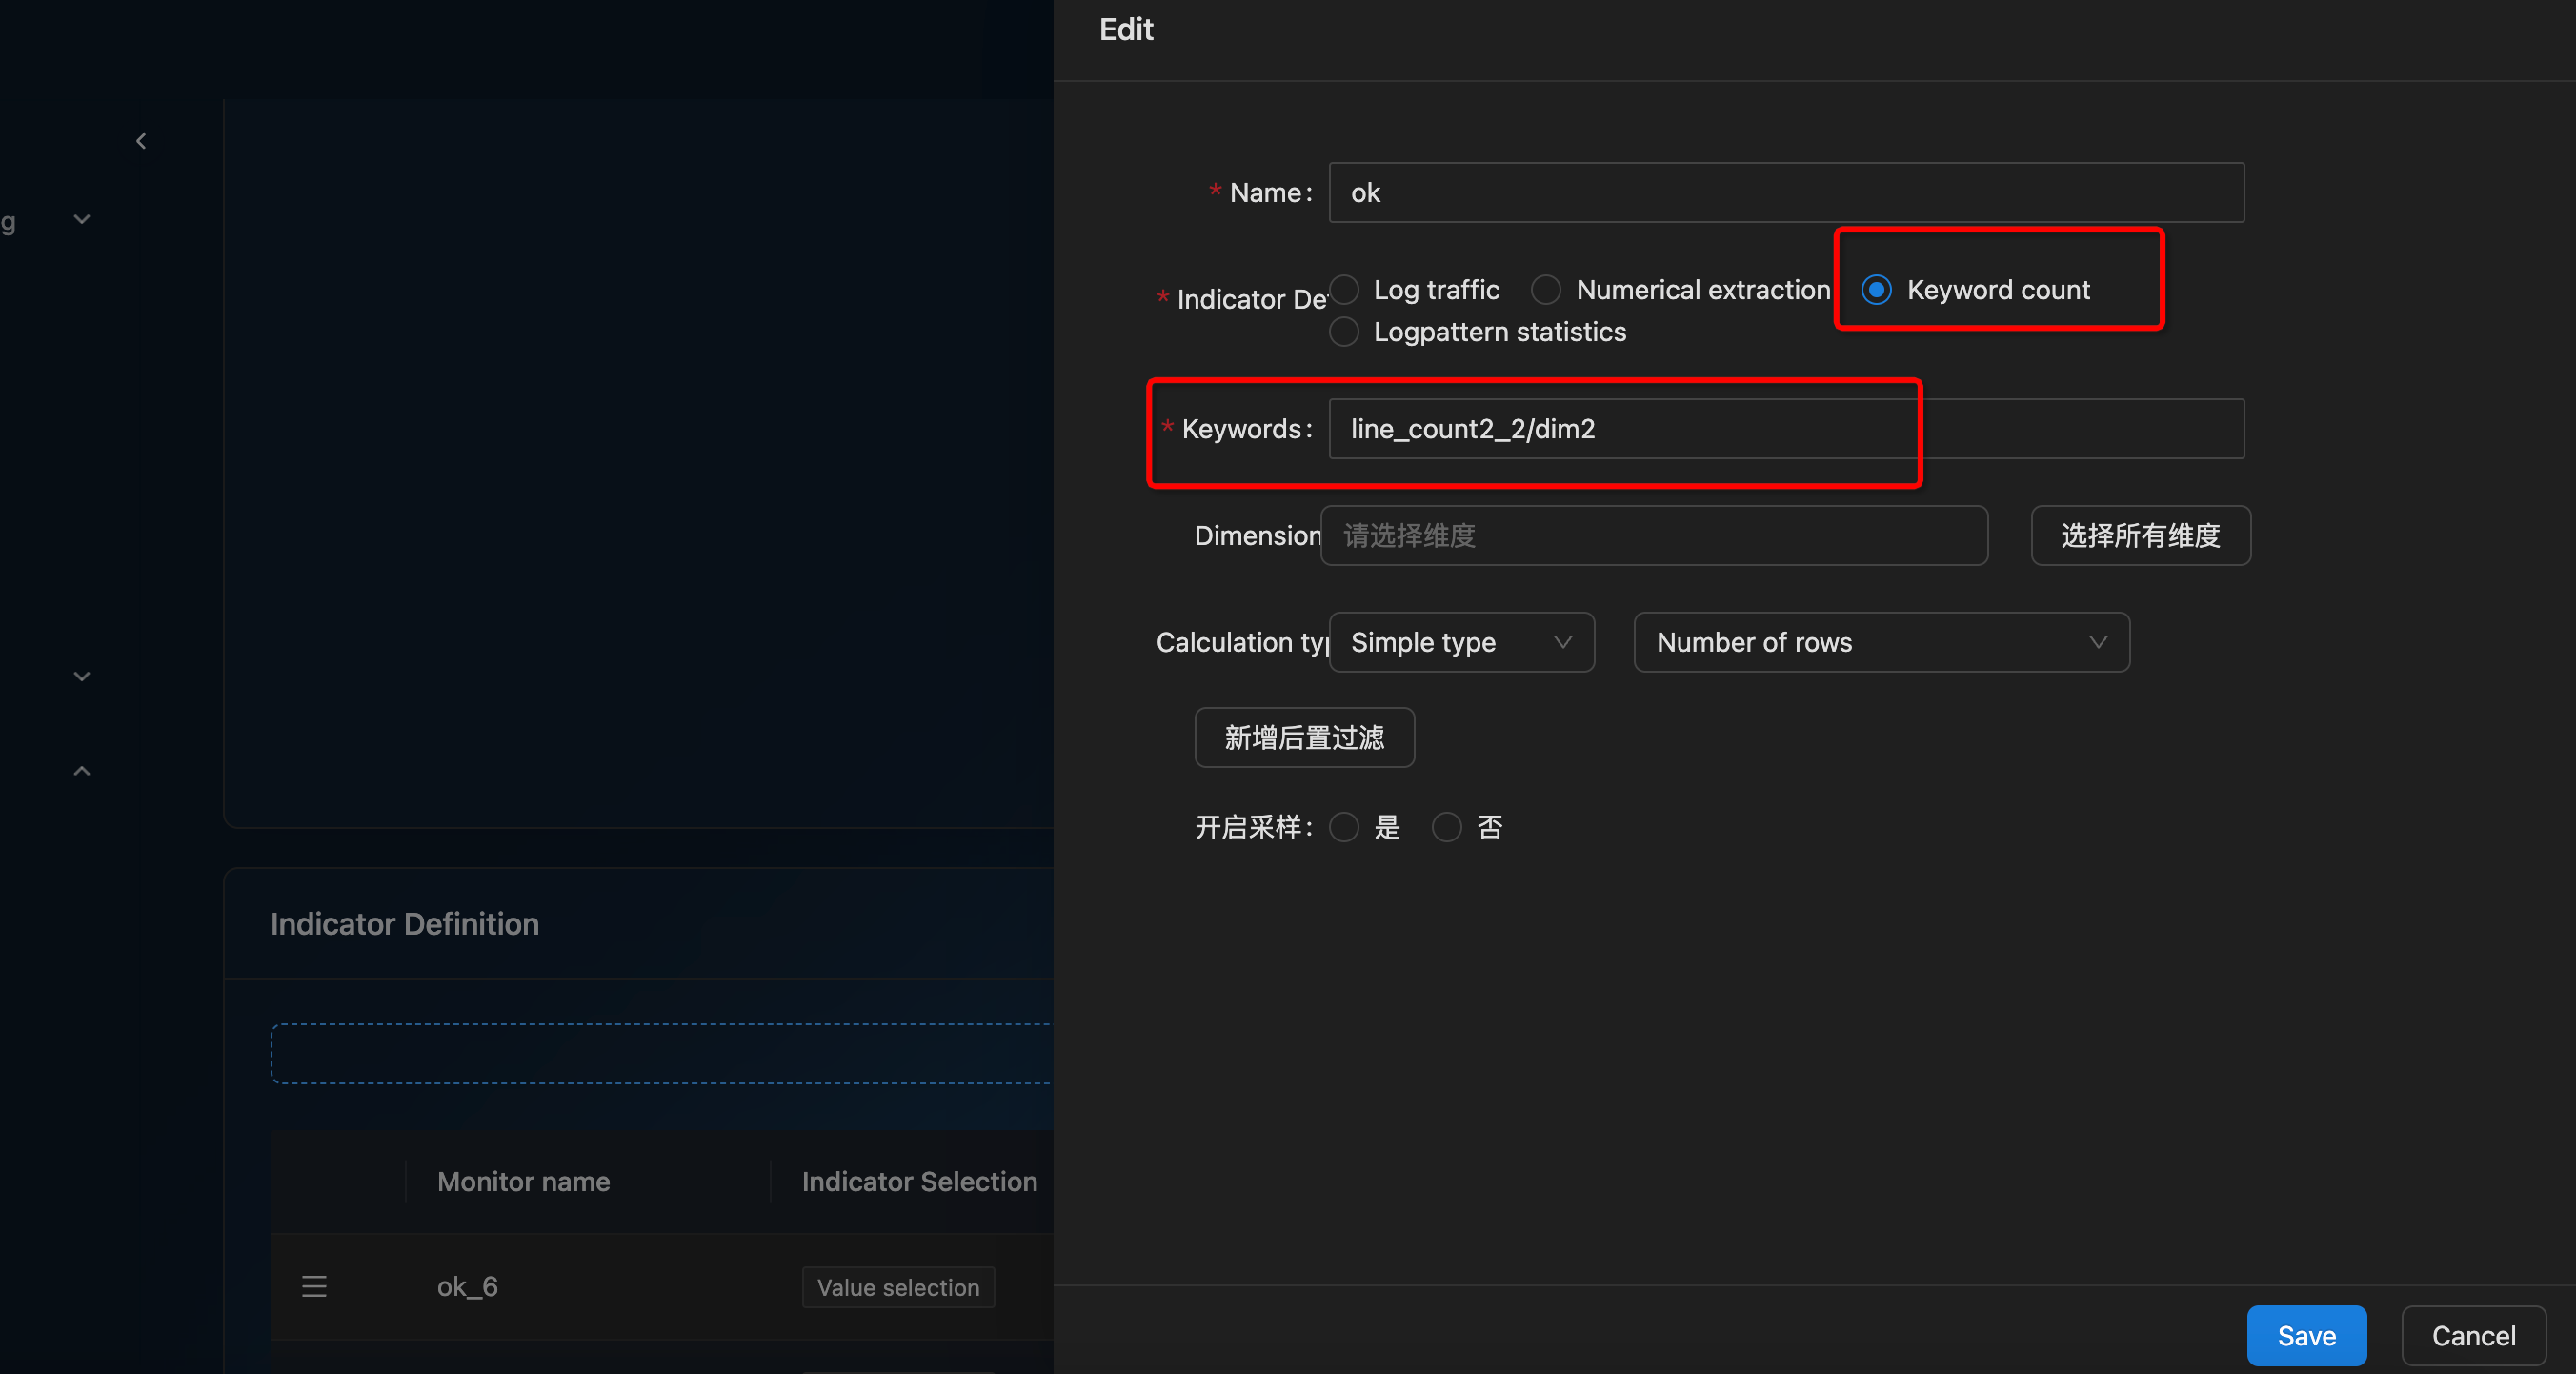 Edit
g
* Name: ok
* Indicator De
Log traffic
Numerical extraction
Keyword count
Logpattern statistics
* Keywords: line_count2_2/dim2
Dimension 请选择维度 选择所有维度
Calculation typ Simple type Number of rows
新增后置过滤
开启采样: 是 否
Indicator Definition
Monitor name Indicator Selection
ok_6 Value selection
Save Cancel